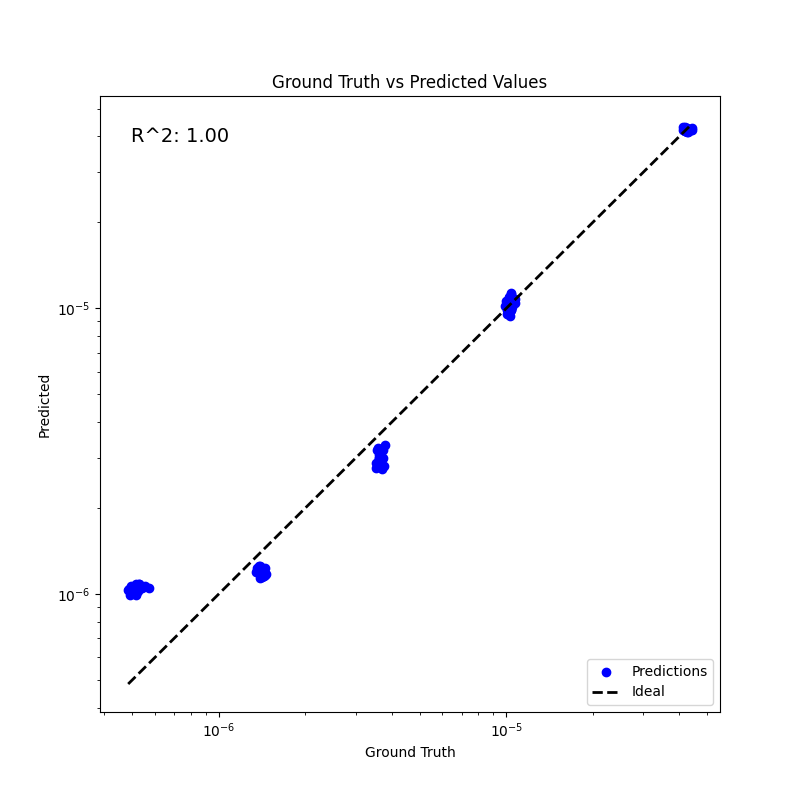 Ground Truth vs Predicted Values
R^2: 1.00
Predicted
10⁻⁵
10⁻⁶
Predictions
Ideal
10⁻⁶ 10⁻⁵
Ground Truth